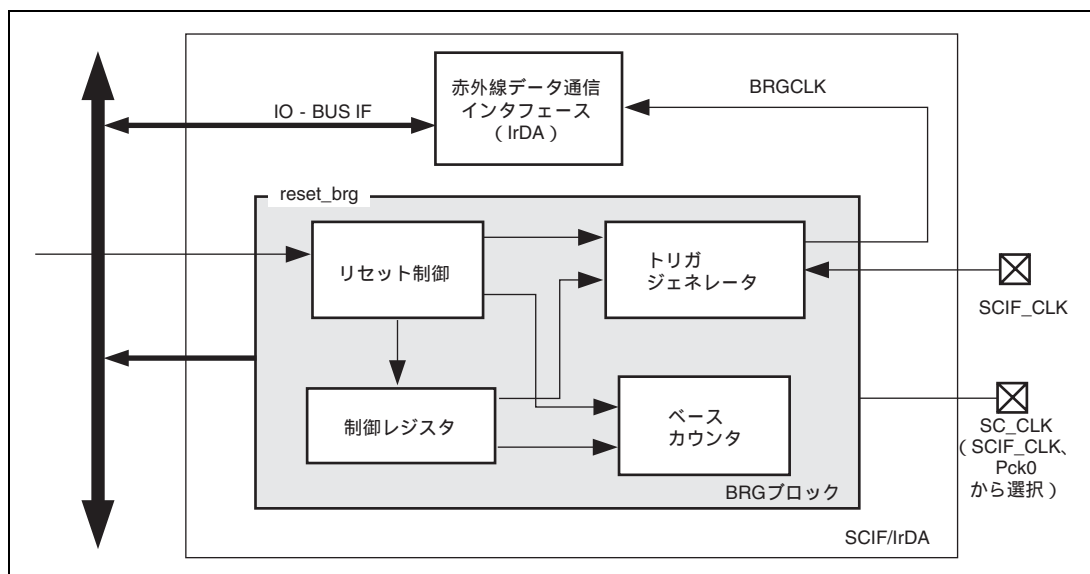 赤外線データ通信
インタフェース
（IrDA）
BRGCLK
IO - BUS IF
reset_brg
リセット制御
トリガ
ジェネレータ
SCIF_CLK
制御レジスタ
ベース
カウンタ
SC_CLK
（SCIF_CLK、
Pck0
から選択）
BRGブロック
SCIF/IrDA